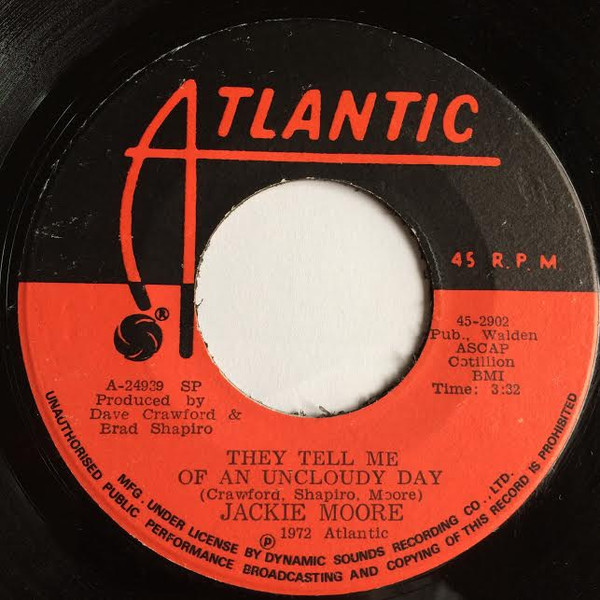 ATLANTIC
45 R.P.M.
®
45-2902
Pub., Walden
ASCAP
Cotillion
BMI
Time: 3:32
A-24939 SP
Produced by
Dave Crawford &
Brad Shapiro
THEY TELL ME
OF AN UNCLOUDY DAY
(Crawford, Shapiro, Moore)
JACKIE MOORE
℗ 1972 Atlantic
MFG. UNDER LICENSE BY DYNAMIC SOUNDS RECORDING CO., LTD.
UNAUTHORISED PUBLIC PERFORMANCE BROADCASTING AND COPYING OF THIS RECORD IS PROHIBITED